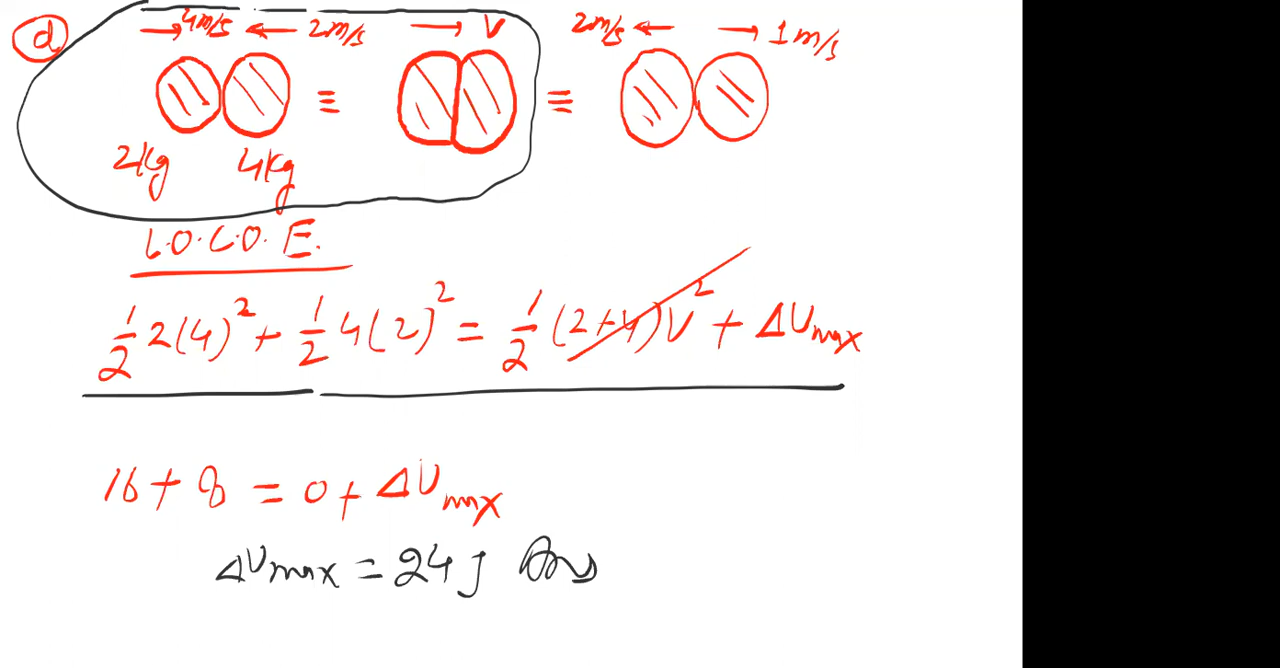 (d) → 4m/s ← 2m/s → V 2m/s ← → 1m/s
≡ ≡
2Kg 4Kg
L.O.C.O.E.
1/2 2(4)² + 1/2 4(2)² = 1/2 (2+4)V² + ΔUmax
16 + 8 = 0 + ΔUmax
ΔUmax = 24 J Ans